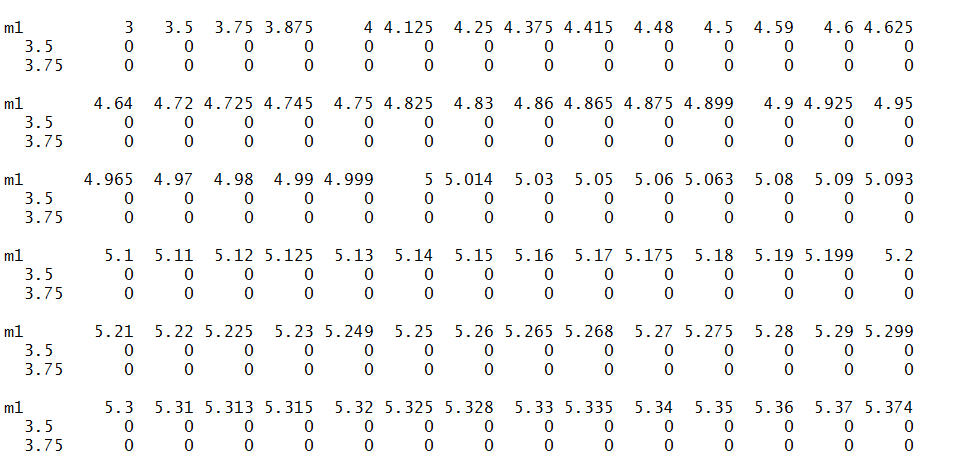 m1 3 3.5 3.75 3.875 4 4.125 4.25 4.375 4.415 4.48 4.5 4.59 4.6 4.625
3.5 0 0 0 0 0 0 0 0 0 0 0 0 0 0
3.75 0 0 0 0 0 0 0 0 0 0 0 0 0 0
m1 4.64 4.72 4.725 4.745 4.75 4.825 4.83 4.86 4.865 4.875 4.899 4.9 4.925 4.95
3.5 0 0 0 0 0 0 0 0 0 0 0 0 0 0
3.75 0 0 0 0 0 0 0 0 0 0 0 0 0 0
m1 4.965 4.97 4.98 4.99 4.999 5 5.014 5.03 5.05 5.06 5.063 5.08 5.09 5.093
3.5 0 0 0 0 0 0 0 0 0 0 0 0 0 0
3.75 0 0 0 0 0 0 0 0 0 0 0 0 0 0
m1 5.1 5.11 5.12 5.125 5.13 5.14 5.15 5.16 5.17 5.175 5.18 5.19 5.199 5.2
3.5 0 0 0 0 0 0 0 0 0 0 0 0 0 0
3.75 0 0 0 0 0 0 0 0 0 0 0 0 0 0
m1 5.21 5.22 5.225 5.23 5.249 5.25 5.26 5.265 5.268 5.27 5.275 5.28 5.29 5.299
3.5 0 0 0 0 0 0 0 0 0 0 0 0 0 0
3.75 0 0 0 0 0 0 0 0 0 0 0 0 0 0
m1 5.3 5.31 5.313 5.315 5.32 5.325 5.328 5.33 5.335 5.34 5.35 5.36 5.37 5.374
3.5 0 0 0 0 0 0 0 0 0 0 0 0 0 0
3.75 0 0 0 0 0 0 0 0 0 0 0 0 0 0